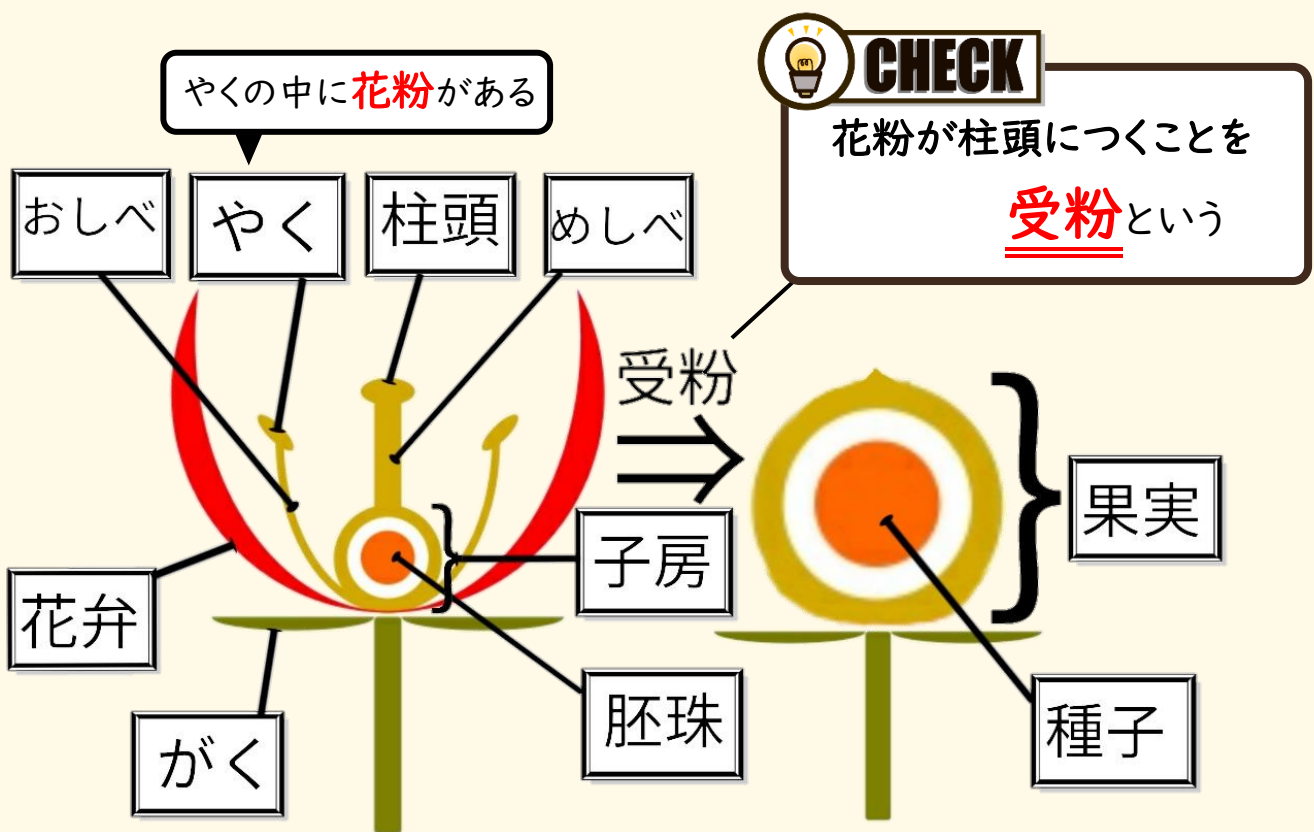 やくの中に花粉がある
CHECK
花粉が柱頭につくことを
受粉という
おしべ
やく
柱頭
めしべ
受粉
果実
子房
花弁
胚珠
種子
がく